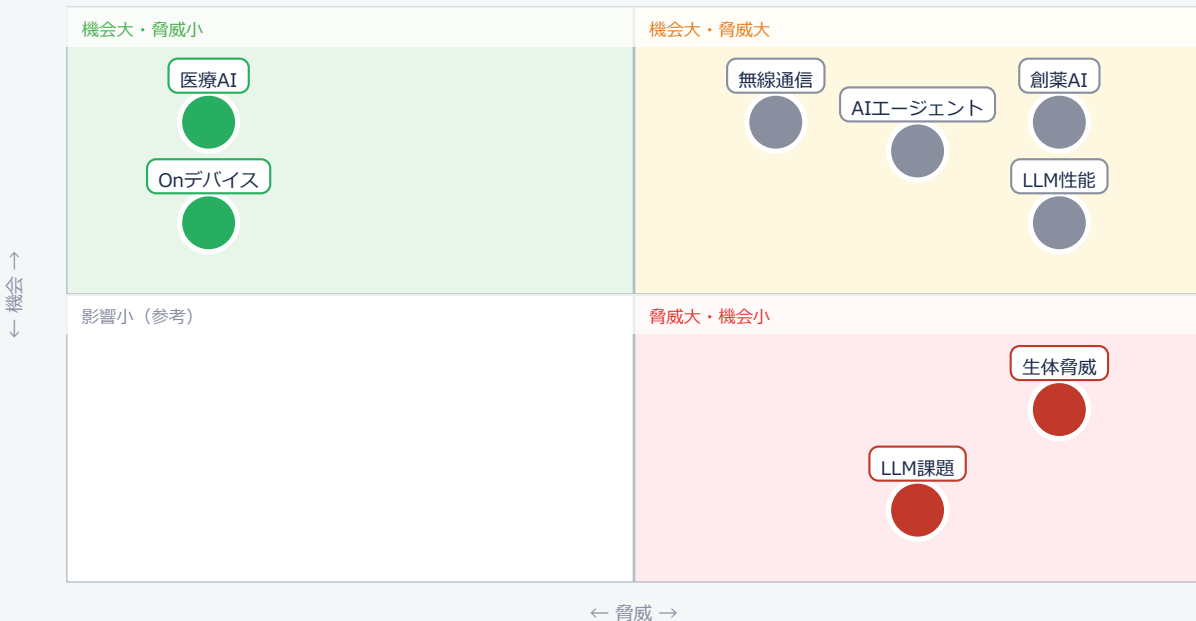 機会大・脅威小
機会大・脅威大
医療AI
無線通信
創薬AI
AIエージェント
Onデバイス
LLM性能
← 機会 →
影響小（参考）
脅威大・機会小
生体脅威
LLM課題
← 脅威 →